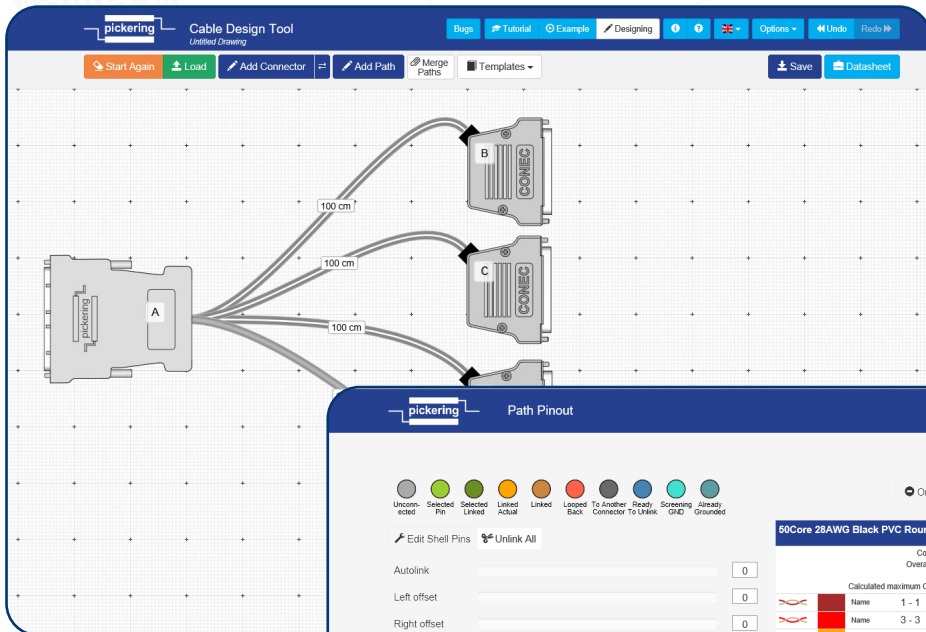 pickering
Cable Design Tool
Untitled Drawing
Bugs
Tutorial
Example
Designing
Options
Undo
Redo
Start Again
Load
Add Connector
Add Path
Merge
Paths
Templates
Save
Datasheet
B
CONEC
100 cm
C
CONEC
100 cm
A
pickering
100 cm
pickering
Path Pinout
Unconn-
ected
Selected
Pin
Selected
Linked
Linked
Actual
Linked
Looped
Back
To Another
Connector
Ready
To Unlink
Screening
GND
Already
Grounded
Edit Shell Pins
Unlink All
Autolink
0
Left offset
0
Right offset
0
50Core 28AWG Black PVC Roun
Co
Overa
Calculated maximum
Name
1 - 1
Name
3 - 3